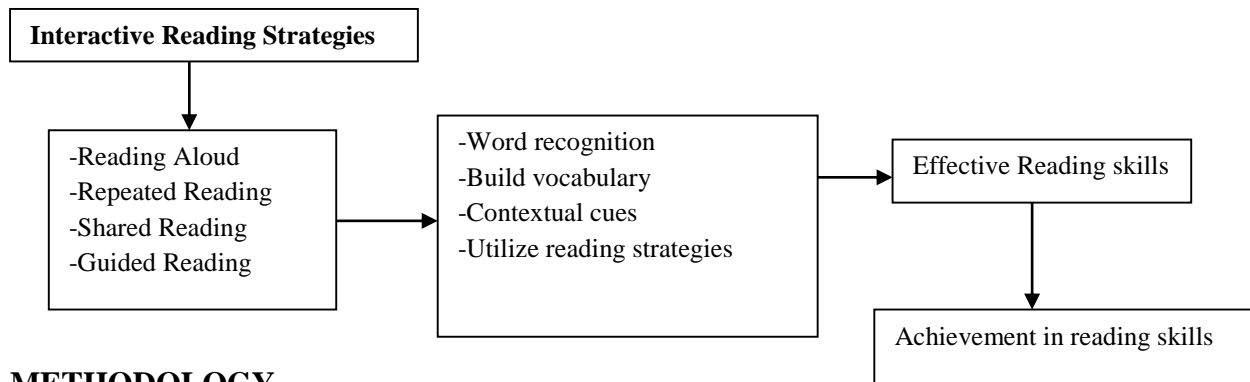 Interactive Reading Strategies
-Reading Aloud
-Repeated Reading
-Shared Reading
-Guided Reading
-Word recognition
-Build vocabulary
-Contextual cues
-Utilize reading strategies
Effective Reading skills
Achievement in reading skills
METHODOLOGY